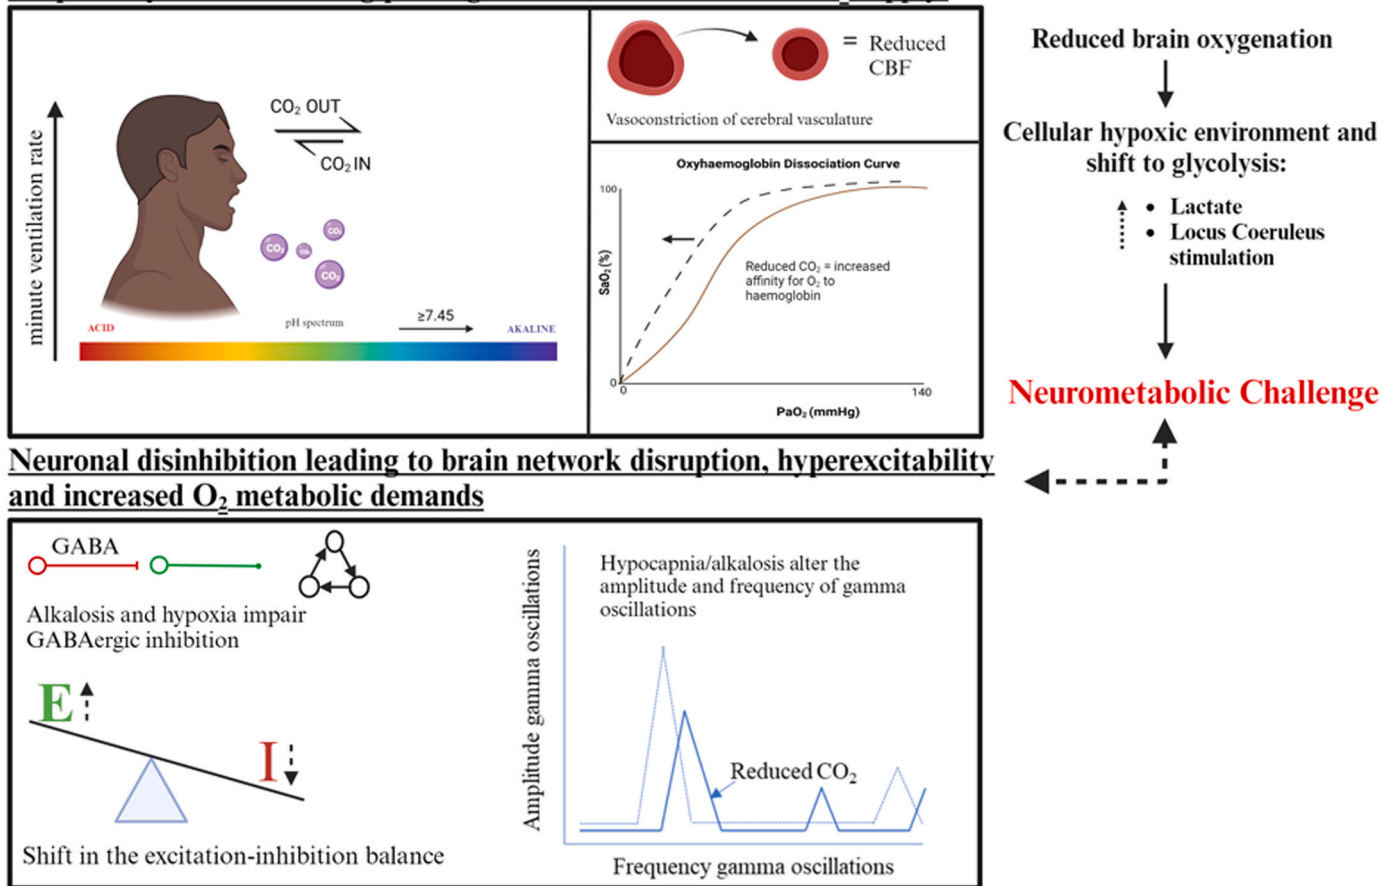 minute ventilation rate
CO₂ OUT
CO₂ IN
CO₂
CO₂
CO₂
CO₂
pH spectrum
≥7.45
ACID
AKALINE
= Reduced
CBF
Vasoconstriction of cerebral vasculature
Oxyhaemoglobin Dissociation Curve
100
SaO₂ (%)
Reduced CO₂ = increased
affinity for O₂ to
haemoglobin
0
0
140
PaO₂ (mmHg)
Reduced brain oxygenation
Cellular hypoxic environment and
shift to glycolysis:
• Lactate
• Locus Coeruleus
stimulation
Neurometabolic Challenge
Neuronal disinhibition leading to brain network disruption, hyperexcitability
and increased O₂ metabolic demands
GABA
Alkalosis and hypoxia impair
GABAergic inhibition
E
I
Shift in the excitation-inhibition balance
Amplitude gamma oscillations
Hypocapnia/alkalosis alter the
amplitude and frequency of gamma
oscillations
Reduced CO₂
Frequency gamma oscillations